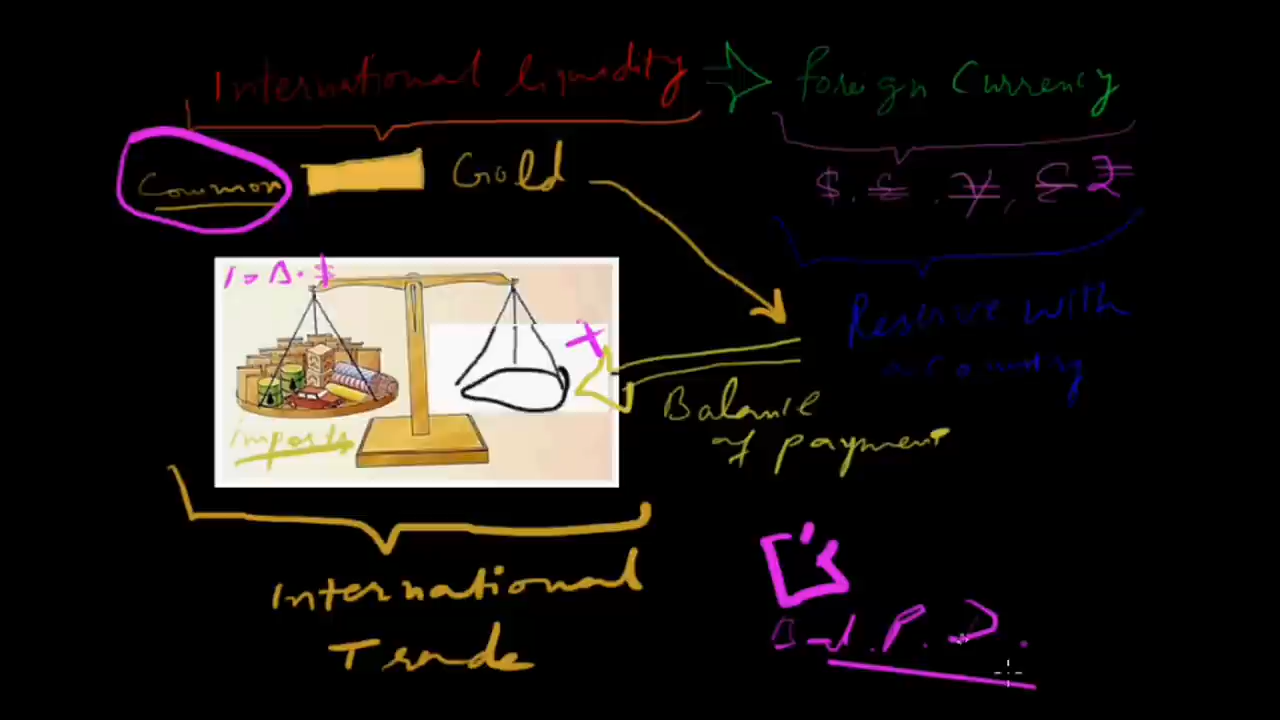 International liquidity
Foreign Currency
Common
Gold
$. £ . ¥, £ ₹
Reserve with
a Country
imports
Balance
of payment
International
Trade